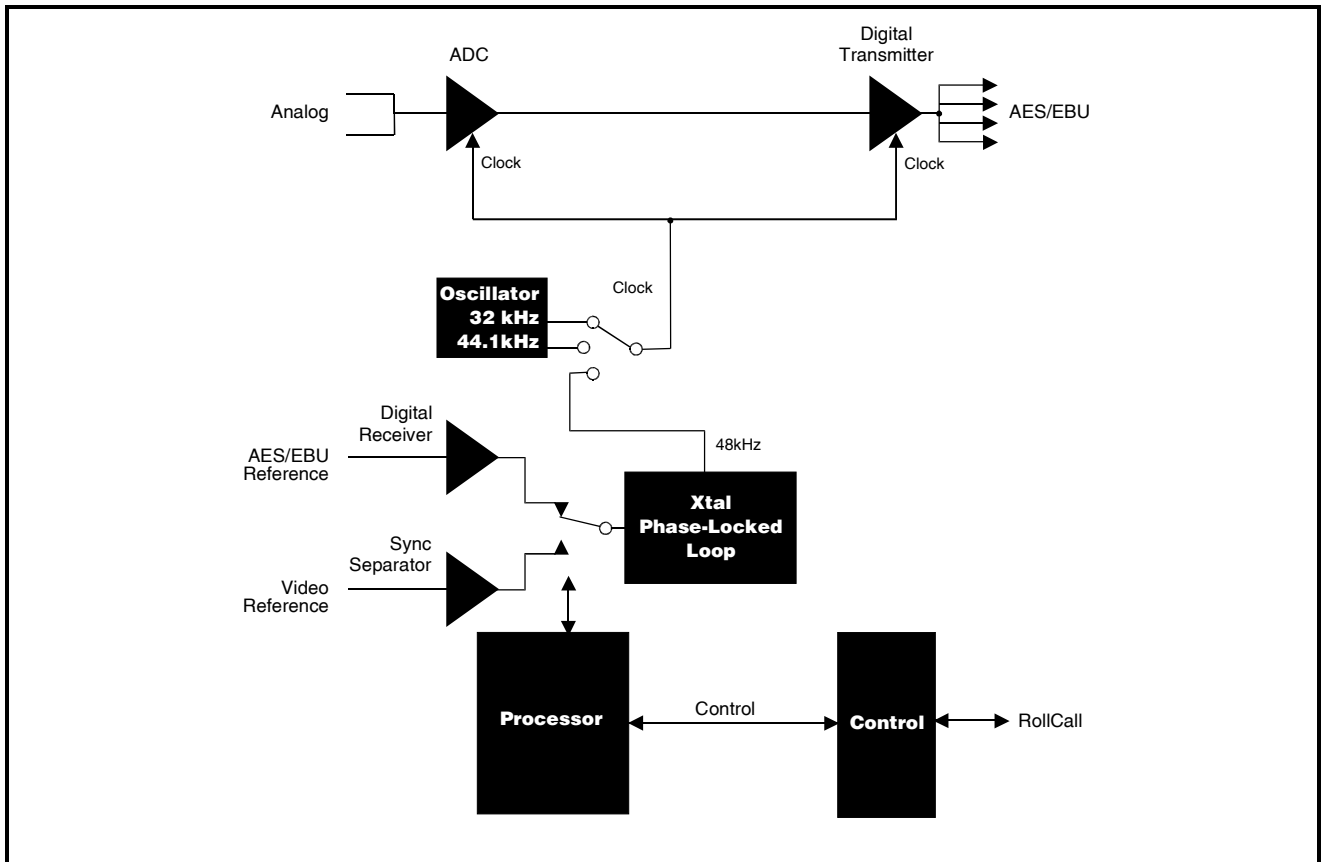 ADC
Digital
Transmitter
Analog
AES/EBU
Clock
Clock
Oscillator
32 kHz
44.1kHz
Clock
Digital
Receiver
AES/EBU
Reference
48kHz
Xtal
Phase-Locked
Loop
Sync
Separator
Video
Reference
Processor
Control
Control
RollCall